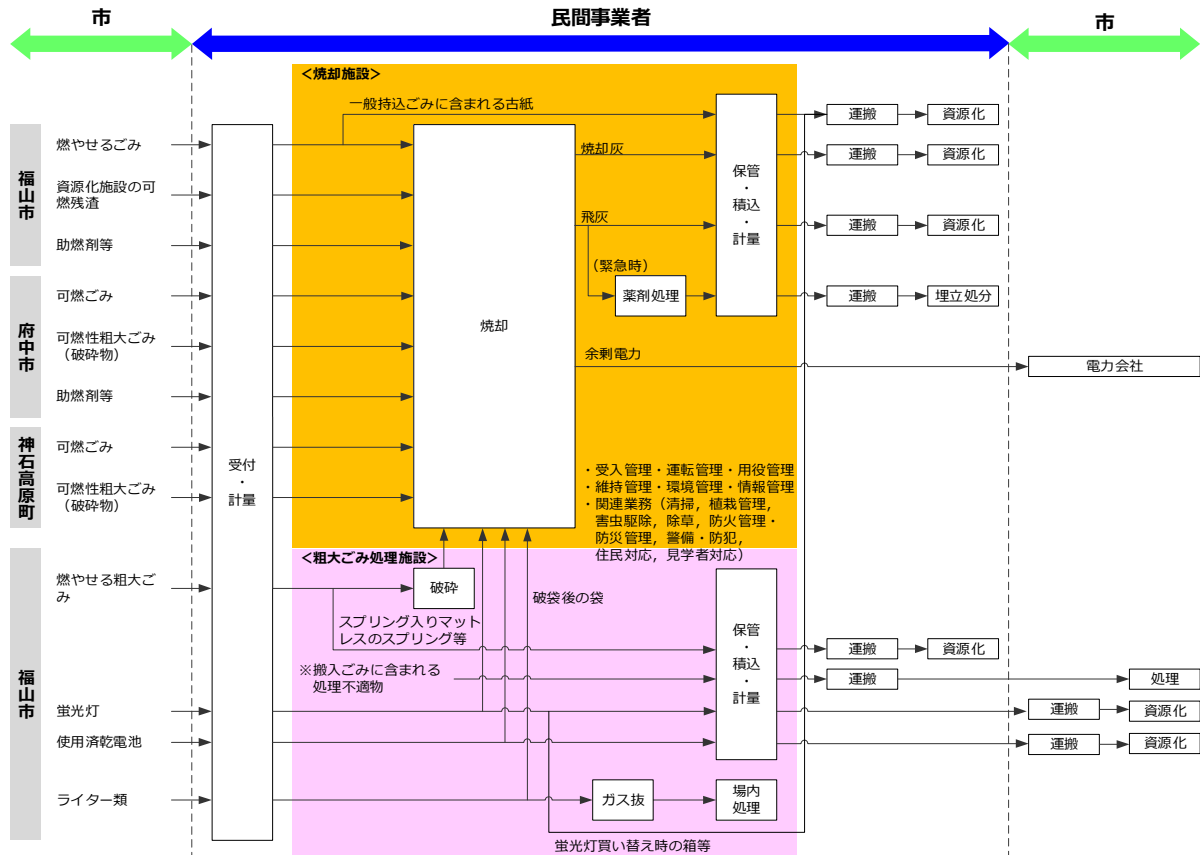 市
民間事業者
市
<焼却施設>
一般持込ごみに含まれる古紙
福山市
燃やせるごみ
資源化施設の可
燃残渣
助燃剤等
府中市
可燃ごみ
可燃性粗大ごみ
（破砕物）
助燃剤等
神石高原町
可燃ごみ
可燃性粗大ごみ
（破砕物）
福山市
燃やせる粗大ご
み
蛍光灯
使用済乾電池
ライター類
受付
・
計量
焼却
焼却灰
飛灰
（緊急時）
薬剤処理
余剰電力
保管
・
積込
・
計量
運搬
資源化
運搬
資源化
運搬
資源化
運搬
埋立処分
電力会社
・受入管理・運転管理・用役管理
・維持管理・環境管理・情報管理
・関連業務（清掃，植栽管理，
害虫駆除，除草，防火管理・
防災管理，警備・防犯，
住民対応，見学者対応）
<粗大ごみ処理施設>
破砕
破袋後の袋
スプリング入りマット
レスのスプリング等
※搬入ごみに含まれる
処理不適物
保管
・
積込
・
計量
運搬
資源化
運搬
処理
運搬
資源化
運搬
資源化
ガス抜
場内
処理
蛍光灯買い替え時の箱等